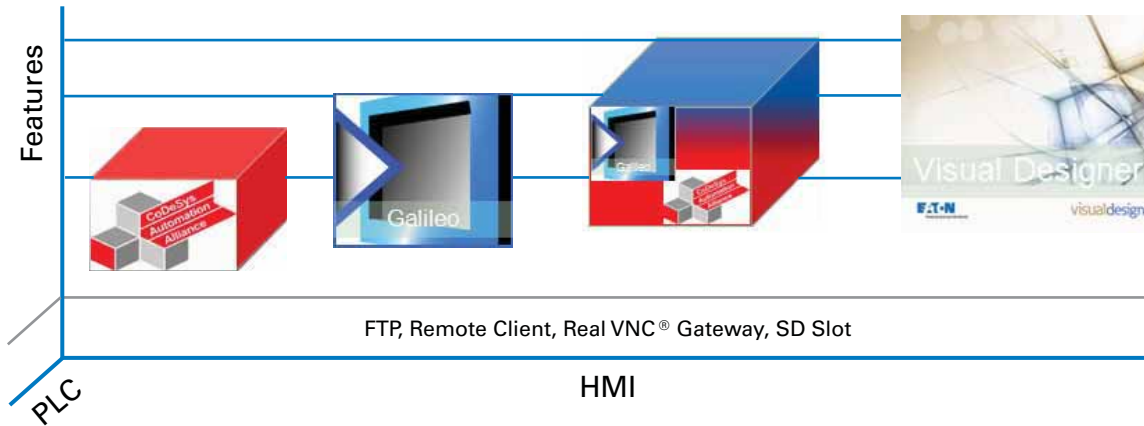 Features
CoDeSys
Automation
Alliance
Galileo
Galileo
CoDeSys
Automation
Alliance
Visual Designer
EATON
visualdesign
FTP, Remote Client, Real VNC® Gateway, SD Slot
PLC
HMI